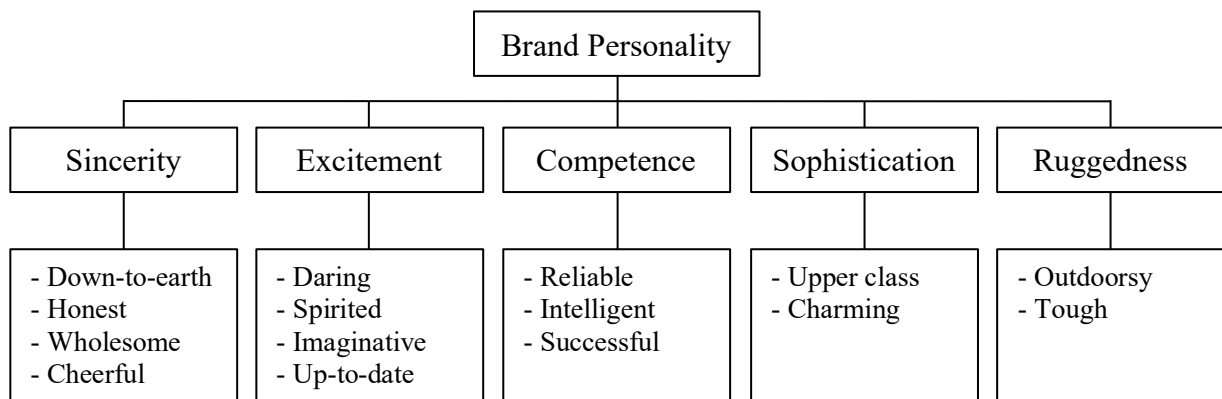 Brand Personality
Sincerity
Excitement
Competence
Sophistication
Ruggedness
- Down-to-earth
- Honest
- Wholesome
- Cheerful
- Daring
- Spirited
- Imaginative
- Up-to-date
- Reliable
- Intelligent
- Successful
- Upper class
- Charming
- Outdoorsy
- Tough